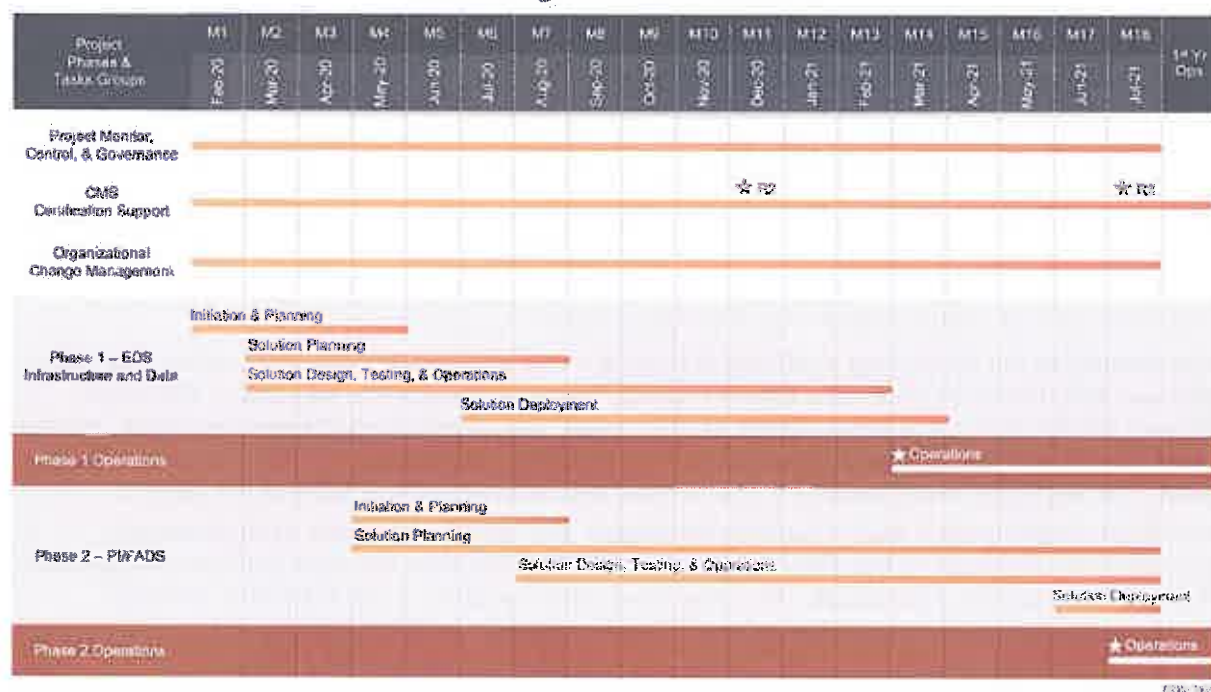 Project
Phases &
Tasks Groups
M1 M2 M3 M4 M5 M6 M7 M8 M9 M10 M11 M12 M13 M14 M15 M16 M17 M18
Feb-20 Mar-20 Apr-20 May-20 Jun-20 Jul-20 Aug-20 Sep-20 Oct-20 Nov-20 Dec-20 Jan-21 Feb-21 Mar-21 Apr-21 May-21 Jun-21 Jul-21
Yr
Ops
Project Monitor,
Control, & Governance
CMS
Certification Support
Organizational
Change Management
Initiation & Planning
Solution Planning
Phase 1 – EDS
Infrastructure and Data
Solution Design, Testing, & Operations
Solution Deployment
Phase 1 Operations
★ Operations
Initiation & Planning
Solution Planning
Phase 2 – PI/FADS
Solution Design, Testing, & Operations
Solution Deployment
Phase 2 Operations
★ Operations